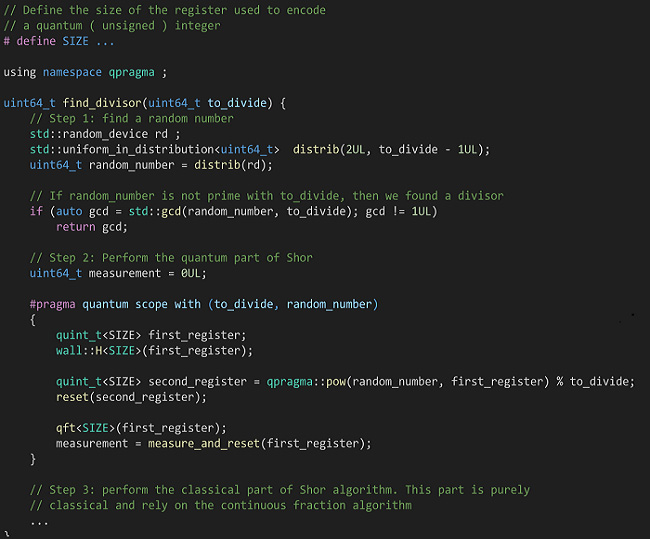 // Define the size of the register used to encode
// a quantum ( unsigned ) integer
# define SIZE ...
using namespace qpragma ;
uint64_t find_divisor(uint64_t to_divide) {
// Step 1: find a random number
std::random_device rd ;
std::uniform_in_distribution<uint64_t> distrib(2UL, to_divide - 1UL);
uint64_t random_number = distrib(rd);
// If random_number is not prime with to_divide, then we found a divisor
if (auto gcd = std::gcd(random_number, to_divide); gcd != 1UL)
return gcd;
// Step 2: Perform the quantum part of Shor
uint64_t measurement = 0UL;
#pragma quantum scope with (to_divide, random_number)
{
quint_t<SIZE> first_register;
wall::H<SIZE>(first_register);
quint_t<SIZE> second_register = qpragma::pow(random_number, first_register) % to_divide;
reset(second_register);
qft<SIZE>(first_register);
measurement = measure_and_reset(first_register);
}
// Step 3: perform the classical part of Shor algorithm. This part is purely
// classical and rely on the continuous fraction algorithm
...
}